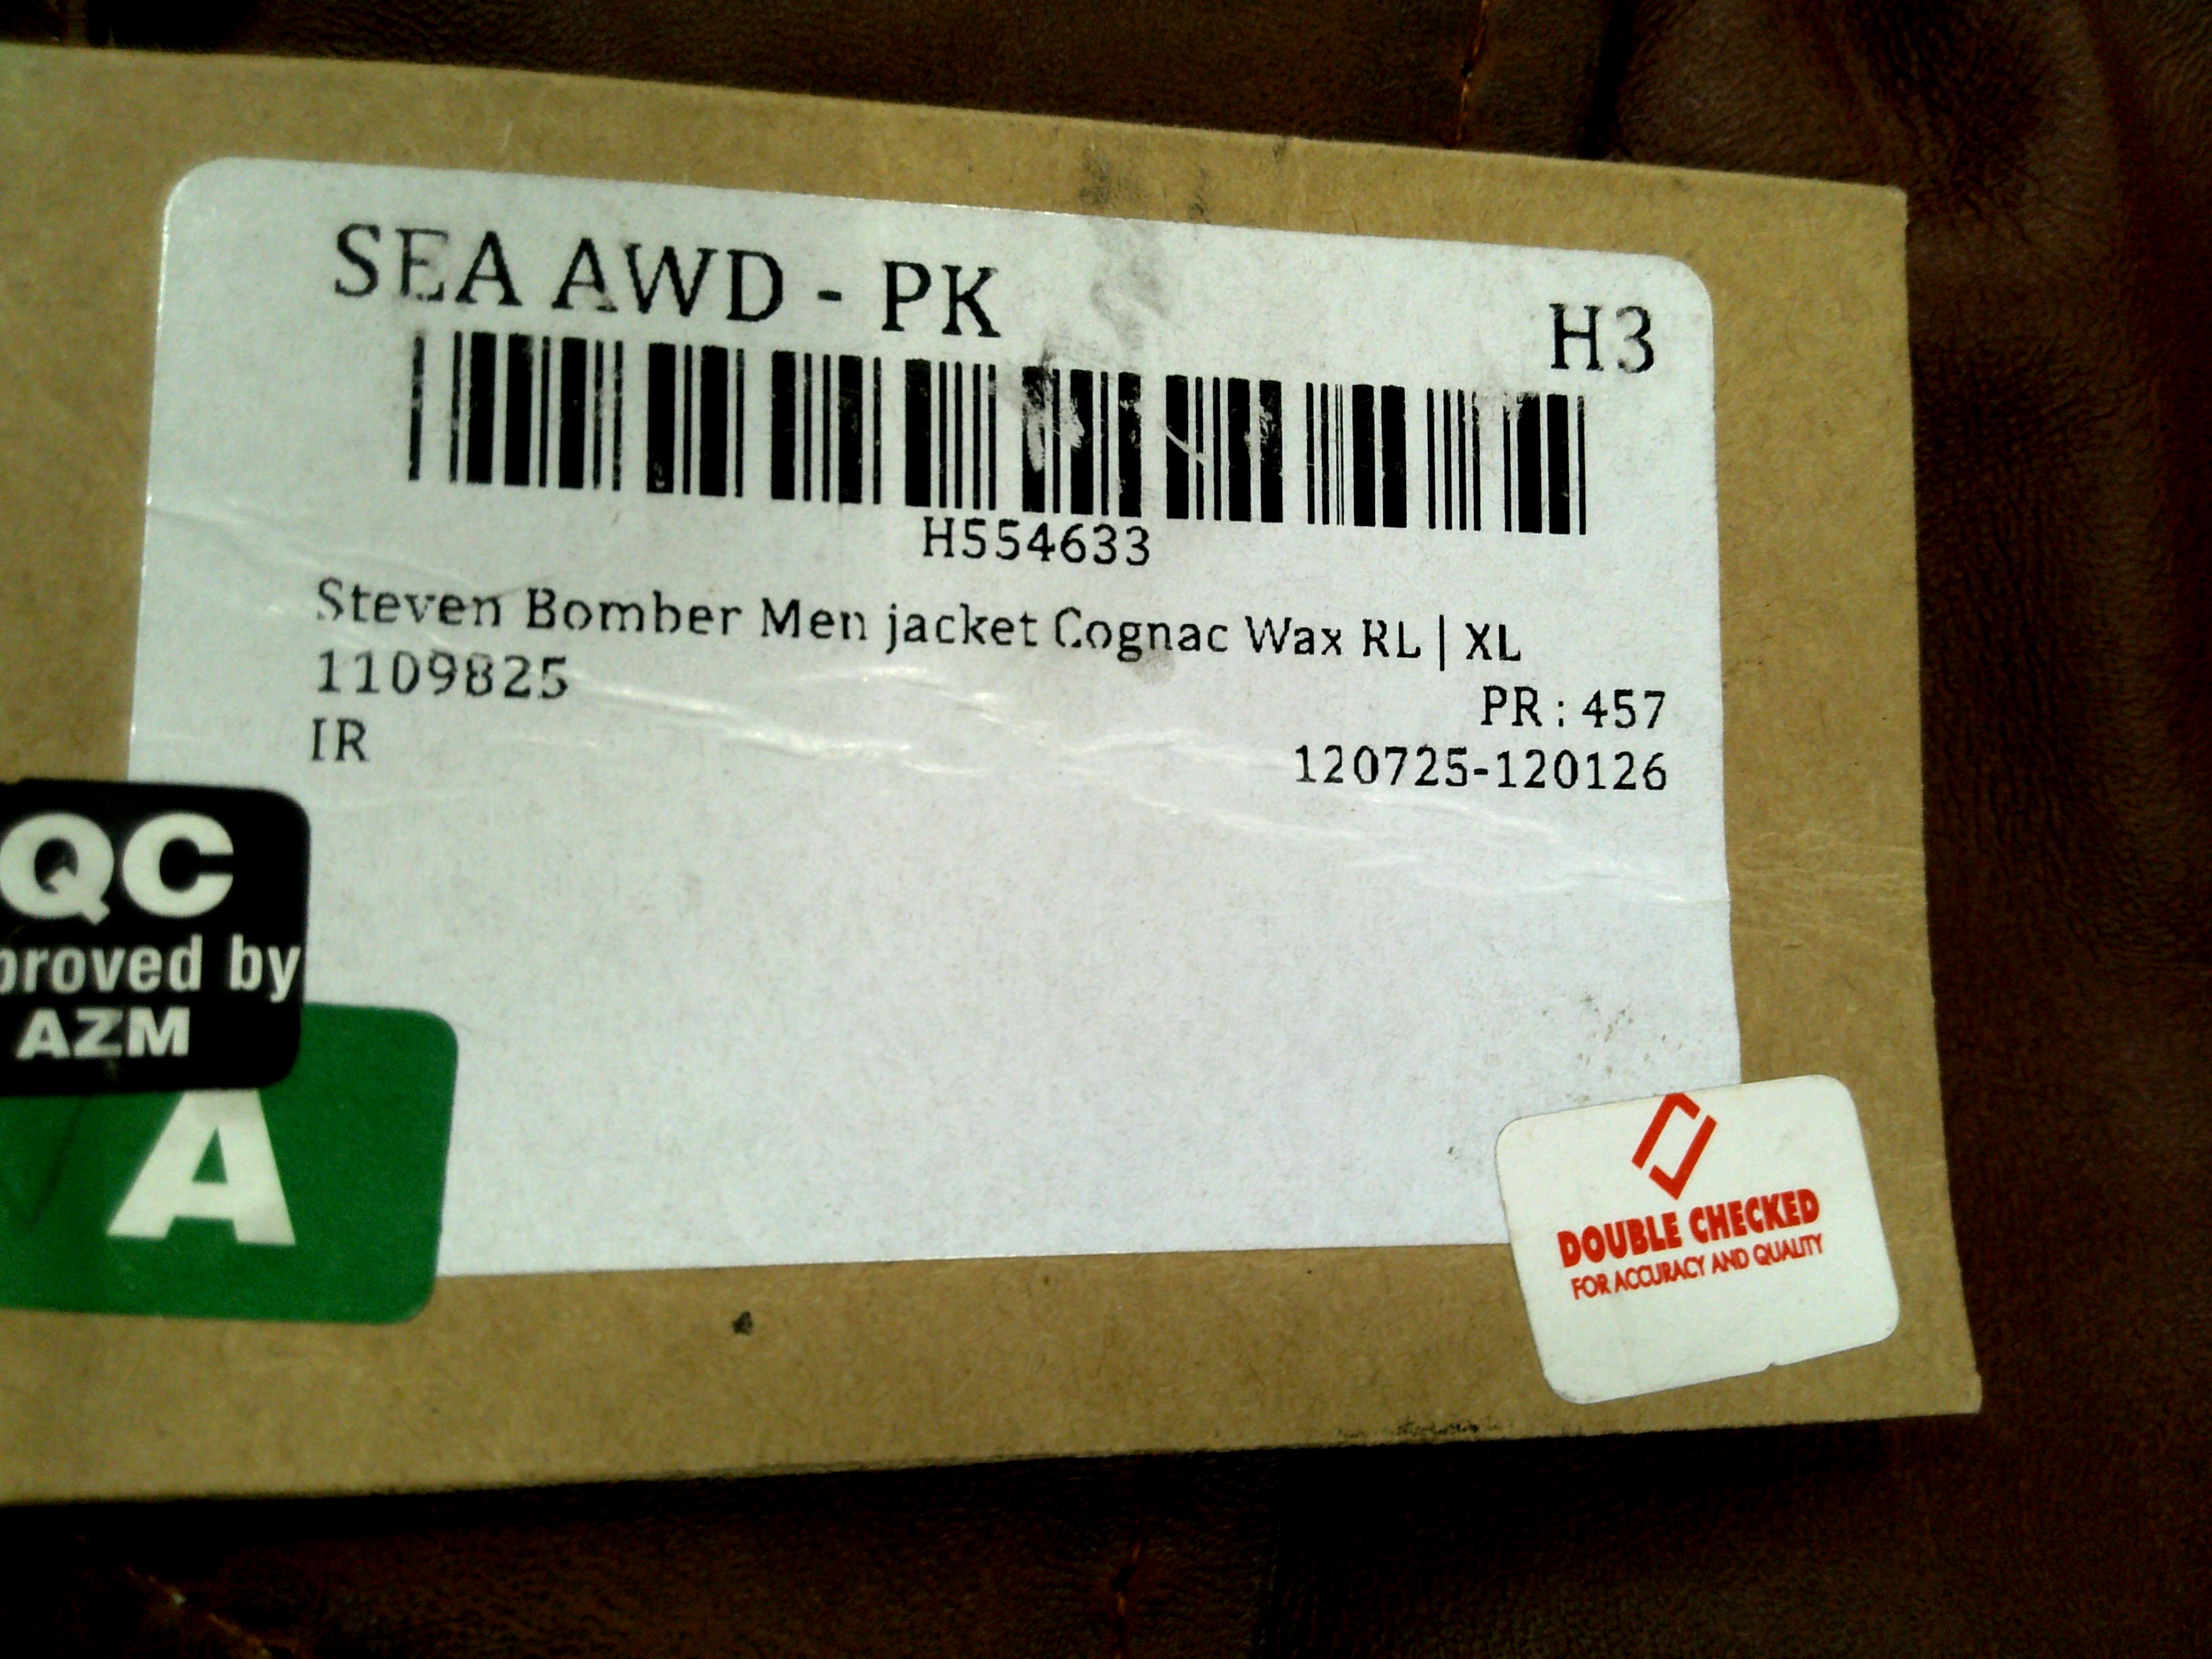 SEA AWD - PK
H3
H554633
Steven Bomber Men jacket Cognac Wax RL | XL
1109825
PR : 457
IR
120725-120126
QC
proved by
AZM
A
DOUBLE CHECKED
FOR ACCURACY AND QUALITY